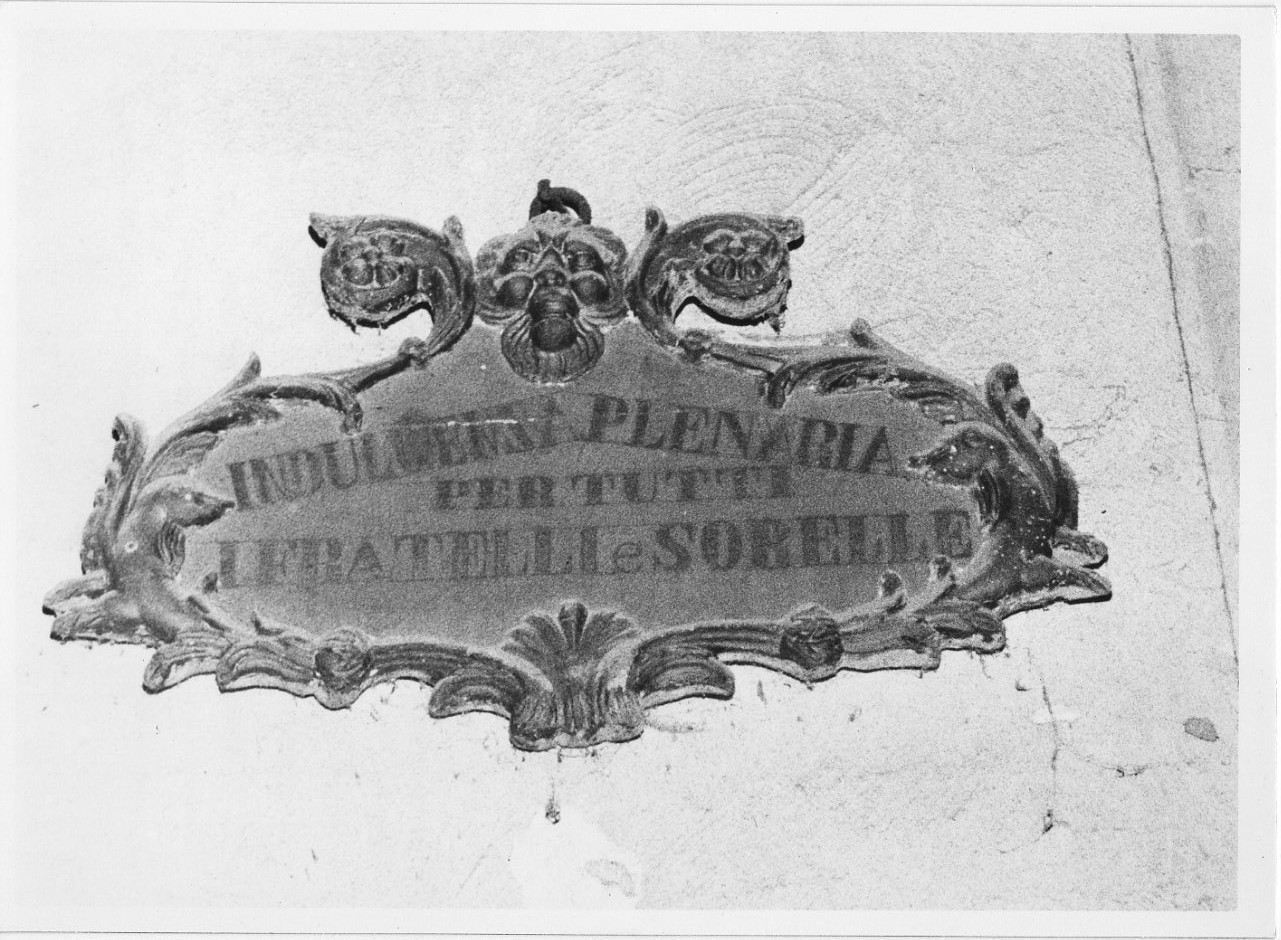 INDULGENZA PLENARIA
PER TUTTI
I FRATELLI e SORELLE